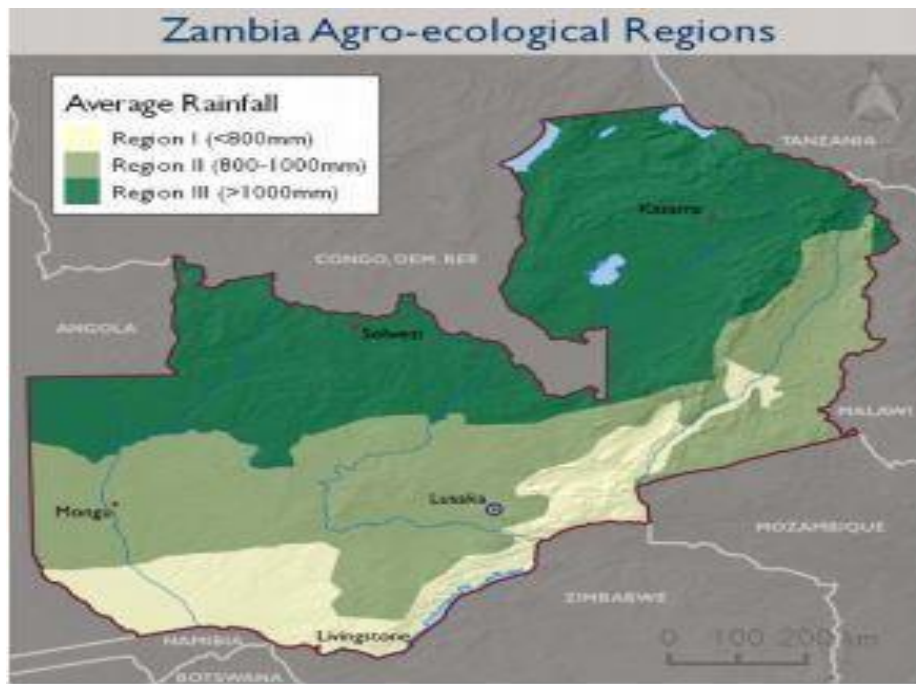 Zambia Agro-ecological Regions
Average Rainfall
Region I (<800mm)
Region II (800-1000mm)
Region III (>1000mm)
N
TANZANIA
Kasama
CONGO, DEM. REP.
ANGOLA
Solwezi
MALAWI
Mongu
Lusaka
MOZAMBIQUE
ZIMBABWE
Livingstone
NAMIBIA
0 100 200 km
BOTSWANA